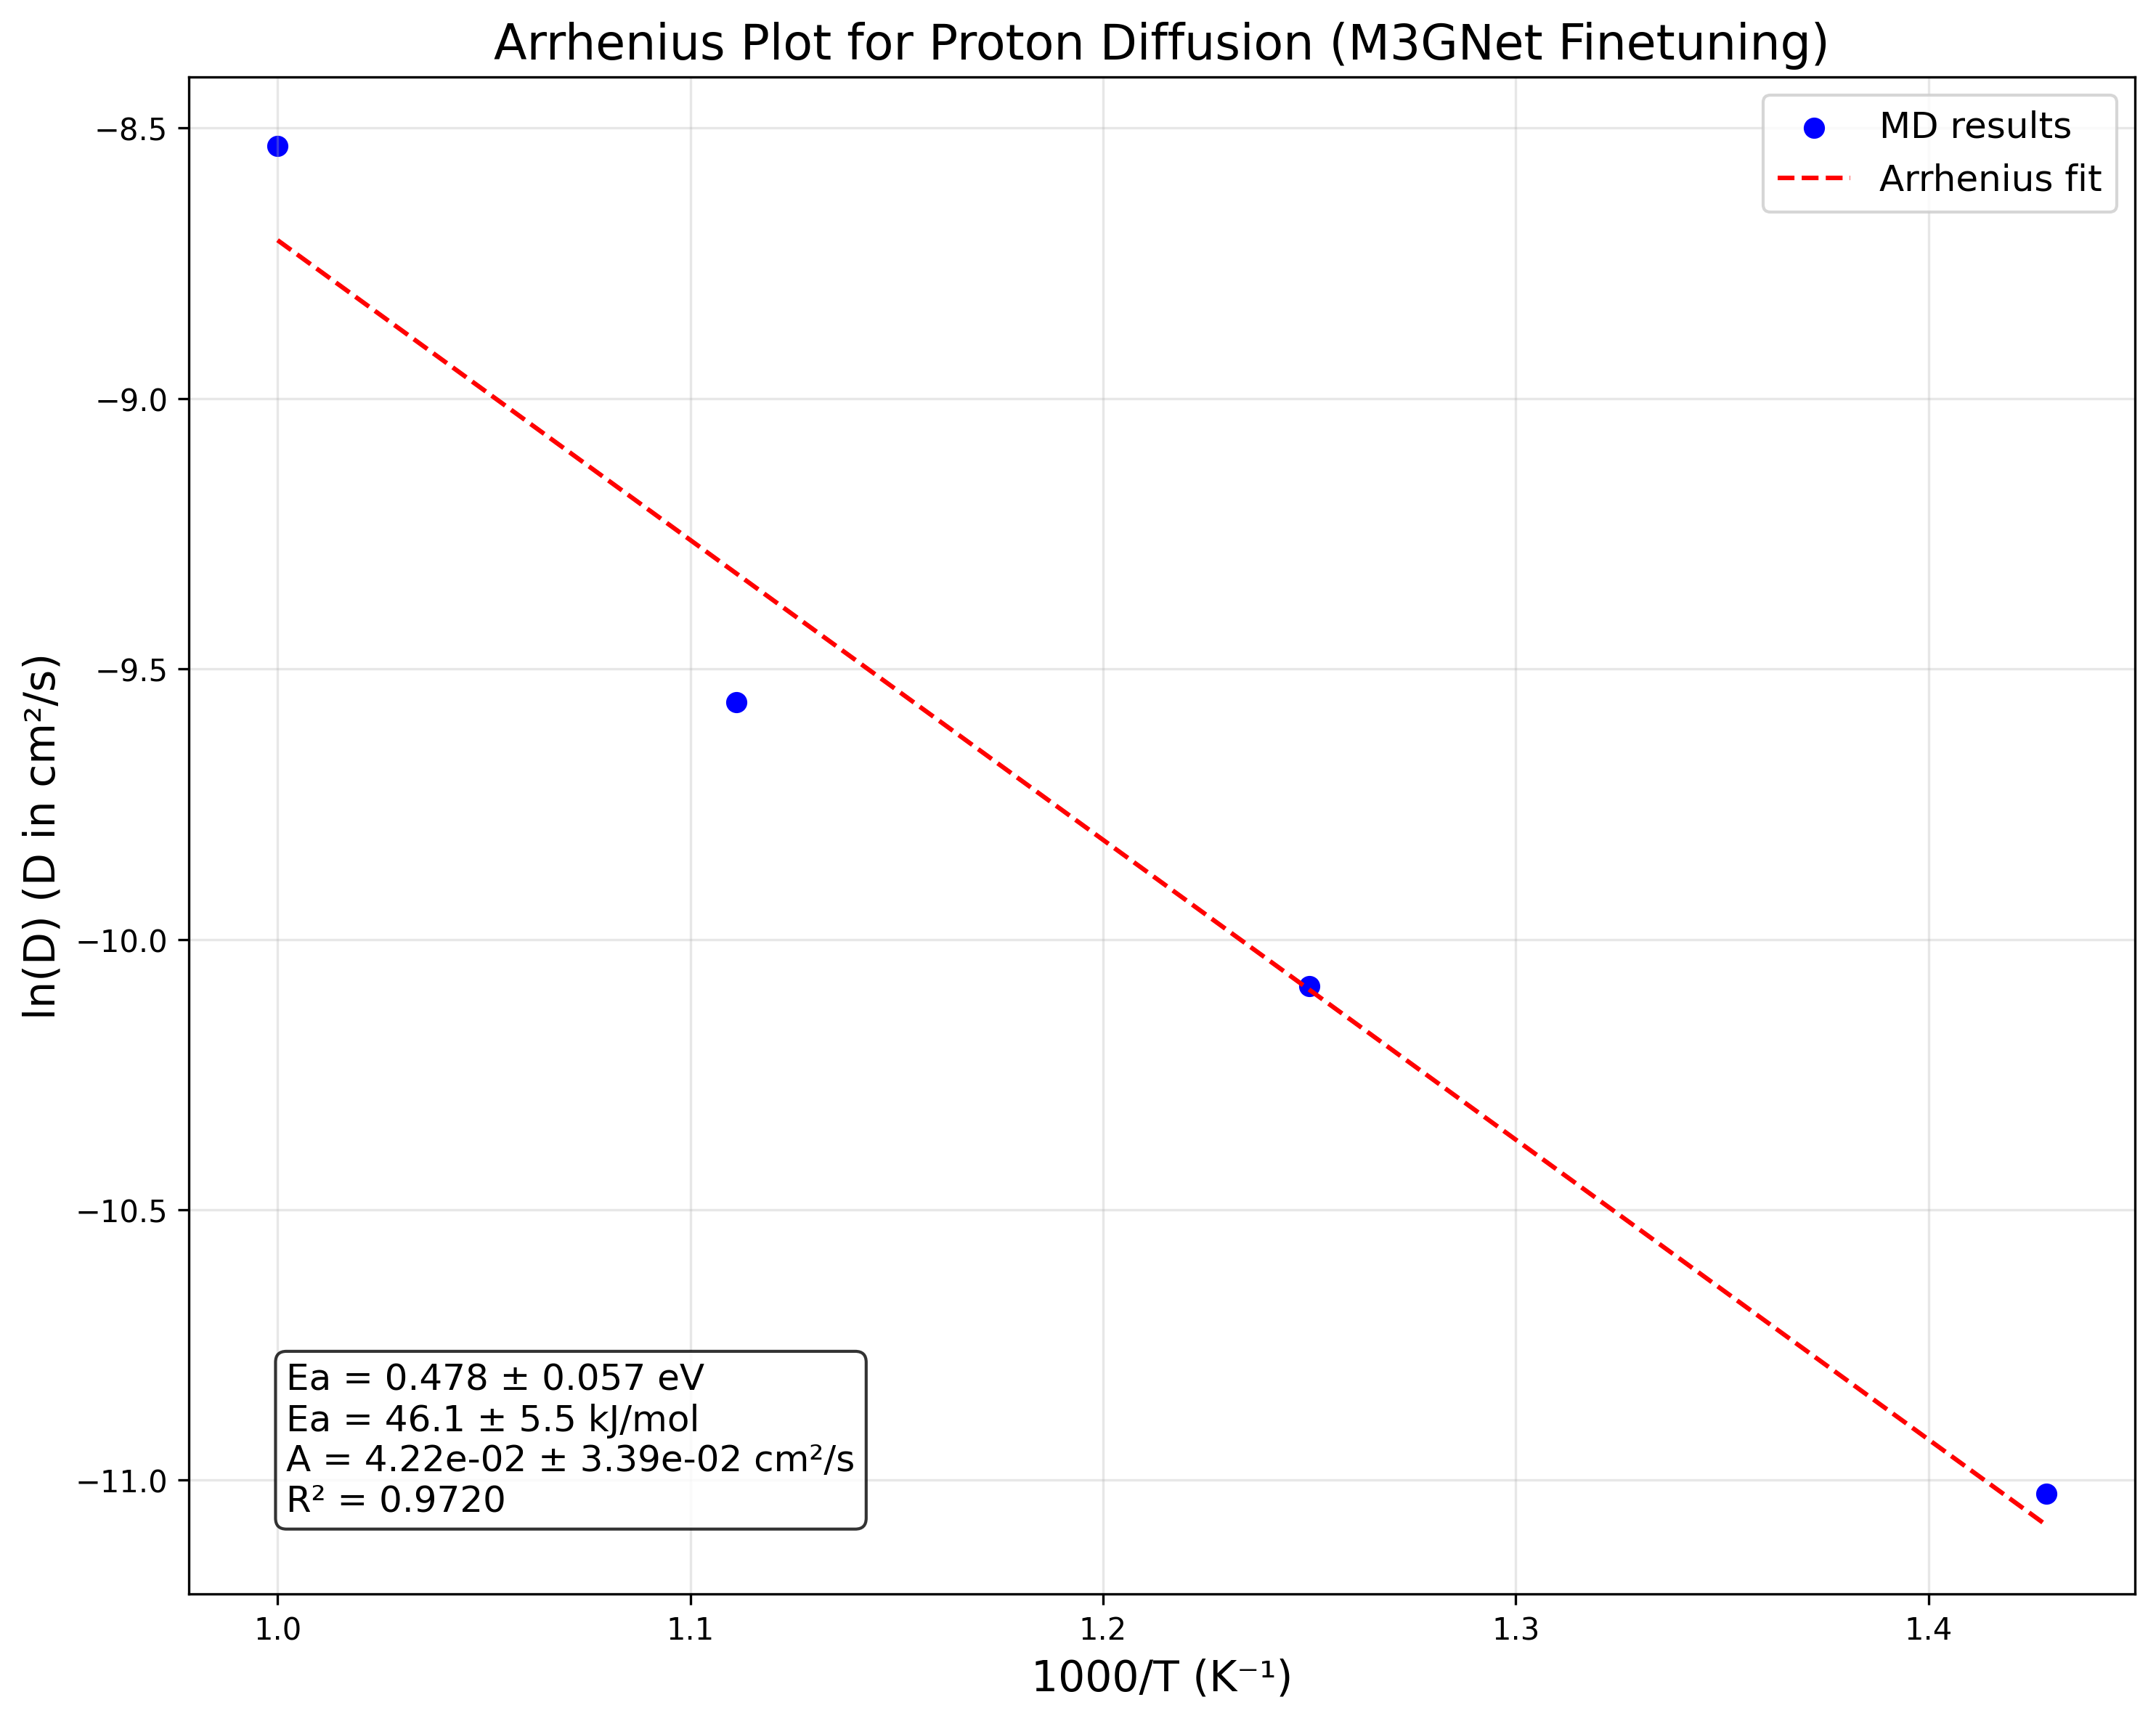 Arrhenius Plot for Proton Diffusion (M3GNet Finetuning)
MD results
Arrhenius fit
−8.5
−9.0
−9.5
−10.0
−10.5
−11.0
ln(D) (D in cm²/s)
Ea = 0.478 ± 0.057 eV
Ea = 46.1 ± 5.5 kJ/mol
A = 4.22e-02 ± 3.39e-02 cm²/s
R² = 0.9720
1.0 1.1 1.2 1.3 1.4
1000/T (K⁻¹)